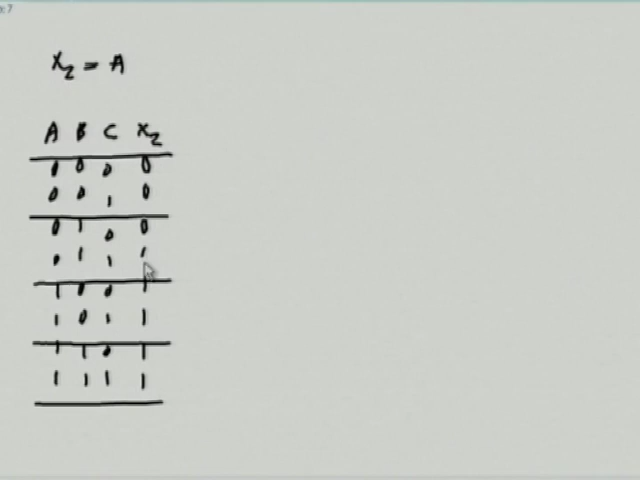 X2 = A
A B C X2
0 0 0 0
0 0 1 0
0 1 0 0
0 1 1 1
1 0 0 1
1 0 1 1
1 1 0 1
1 1 1 1